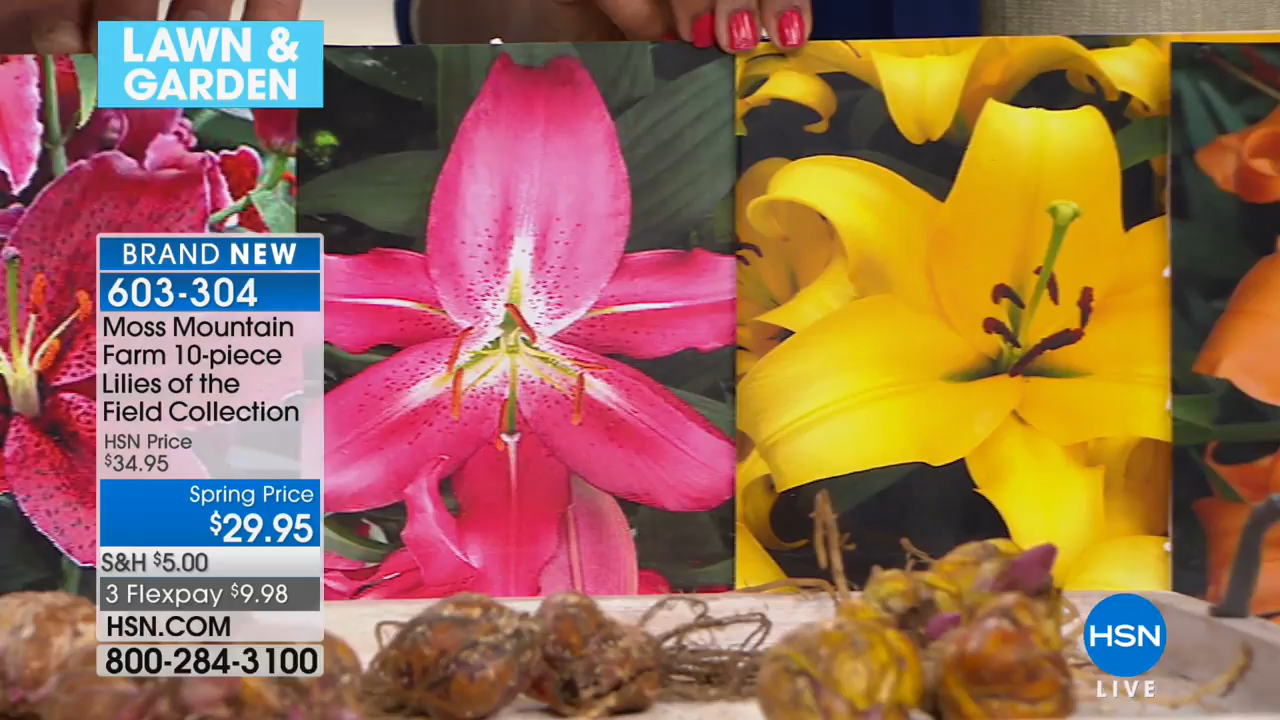 LAWN &
GARDEN
BRAND NEW
603-304
Moss Mountain
Farm 10-piece
Lilies of the
Field Collection
HSN Price
$34.95
Spring Price
$29.95
S&H $5.00
3 Flexpay $9.98
HSN.COM
800-284-3100
HSN
LIVE